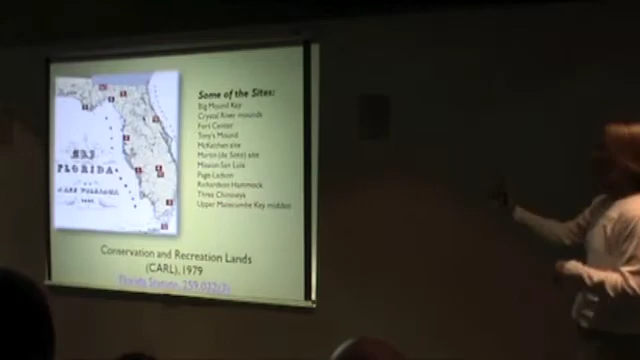 Some of the Sites:
Big Mound Key
Crystal River mounds
Fort Center
Tony's Mound
McKeithen site
Martin (de Soto) site
Mission San Luis
Page Ladson
Richardson Hammock
Three Chimneys
Upper Matecumbe Key midden
FLORIDA
Conservation and Recreation Lands
(CARL), 1979
Florida Statute, 259.032(3)